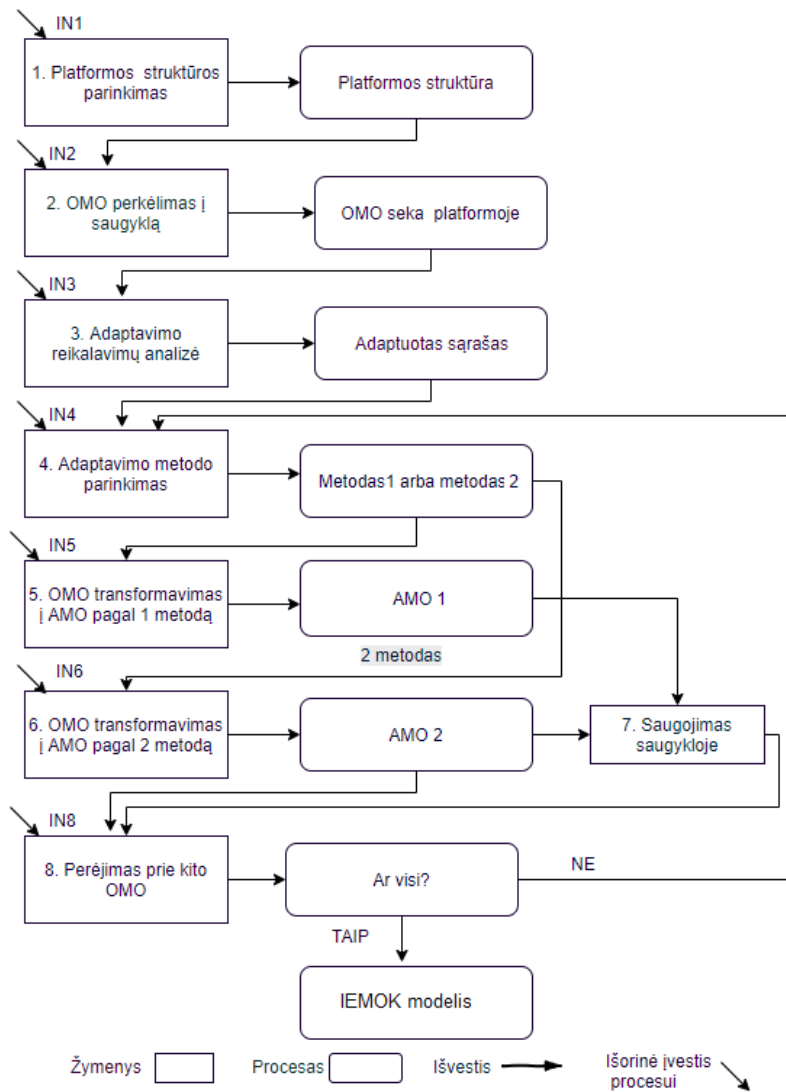 IN1
1. Platformos struktūros
parinkimas
Platformos struktūra
IN2
2. OMO perkėlimas į
saugyklą
OMO seka platformoje
IN3
3. Adaptavimo
reikalavimų analizė
Adaptuotas sąrašas
IN4
4. Adaptavimo metodo
parinkimas
Metodas1 arba metodas 2
IN5
5. OMO transformavimas
į AMO pagal 1 metodą
AMO 1
2 metodas
IN6
6. OMO transformavimas
į AMO pagal 2 metodą
AMO 2
7. Saugojimas
saugykloje
IN8
8. Perėjimas prie kito
OMO
Ar visi?
NE
TAIP
IEMOK modelis
Žymenys
Procesas
Išvestis
Išorinė įvestis
procesui